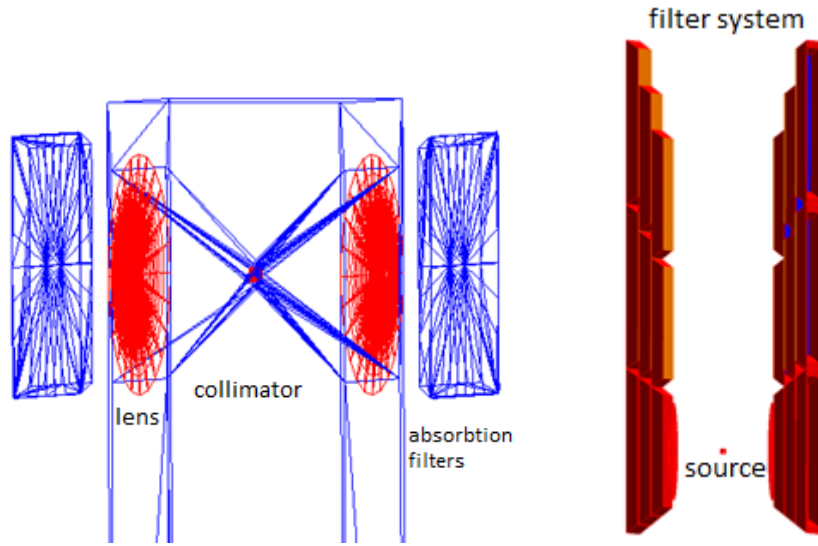 filter system
collimator
lens
absorbtion
filters
source